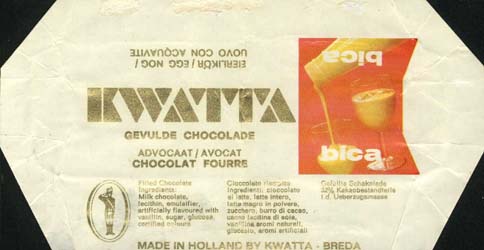 UOVO CON ACQUAVITE
EIERLIKÖR / EGG NOG /
bica
KWATTA
GEVULDE CHOCOLADE
ADVOCAAT / AVOCAT
CHOCOLAT FOURRE
bica
Filled Chocolate
Ingredients:
Milk chocolate,
lecithin, emulsifier,
artificially flavoured with
vanillin, sugar, glucose,
certified colours
Cioccolato ripieno
Ingredienti: cioccolato
al latte, latte intero,
latte magro in polvere,
zucchero, burro di cacao,
lecitina di soia,
vanillina aromi naturali,
glucosio, aromi artificiali
Gefüllte Schokolade
32% Kakaobestandteile
i.d. Ueberzugsmasse
MADE IN HOLLAND BY KWATTA - BREDA